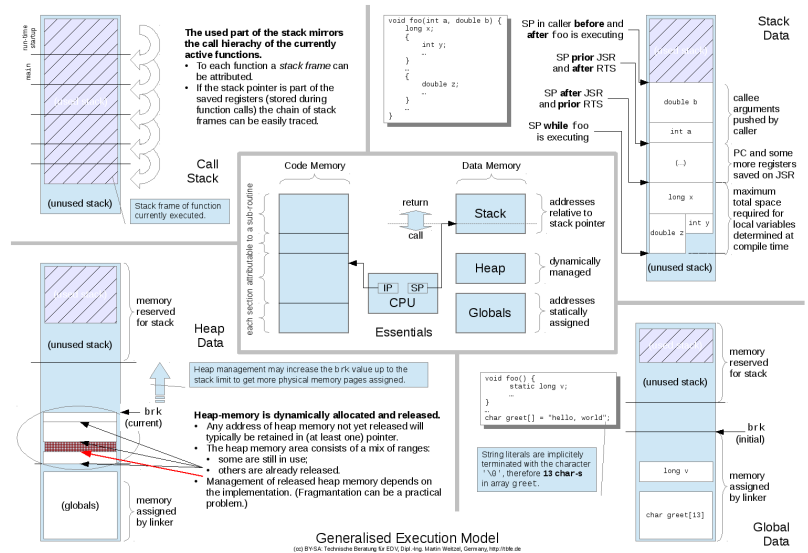 run-time
startup
main
The used part of the stack mirrors
the call hierachy of the currently
active functions.
• To each function a stack frame can
be attributed.
• If the stack pointer is part of the
saved registers (stored during
function calls) the chain of stack
frames can be easily traced.
Call
Stack
(unused stack)
Stack frame of function
currently executed.
void foo(int a, double b) {
long x;
{
int y;
…
}
…
{
double z;
…
}
…
}
SP in caller before and
after foo is executing
SP prior JSR
and after RTS
SP after JSR
and prior RTS
SP while foo
is executing
Stack
Data
double b
int a
(…)
long x
int y
double z
(unused stack)
callee
arguments
pushed by
caller
PC and some
more registers
saved on JSR
maximum
total space
required for
local variables
determined at
compile time
Code Memory
Data Memory
each section attributable to a sub-routine
return
call
Stack
addresses
relative to
stack pointer
Heap
dynamically
managed
IP
SP
CPU
Globals
addresses
statically
assigned
Essentials
memory
reserved
for stack
(unused stack)
Heap
Data
Heap management may increase the brk value up to the
stack limit to get more physical memory pages assigned.
brk
(current)
Heap-memory is dynamically allocated and released.
• Any address of heap memory not yet released will
typically be retained in (at least one) pointer.
• The heap memory area consists of a mix of ranges:
• some are still in use;
• others are already released.
• Management of released heap memory depends on
the implementation. (Fragmantation can be a practical
problem.)
(globals)
memory
assigned
by linker
void foo() {
static long v;
…
}
…
char greet[] = "hello, world";
String literals are implicitely
terminated with the character
'\0', therefore 13 char-s
in array greet.
(unused stack)
memory
reserved
for stack
brk
(initial)
long v
char greet[13]
memory
assigned
by linker
Global
Data
Generalised Execution Model
(cc) BY-SA: Technische Beratung für EDV, Dipl.-Ing. Martin Weitzel, Germany, http://tbfe.de